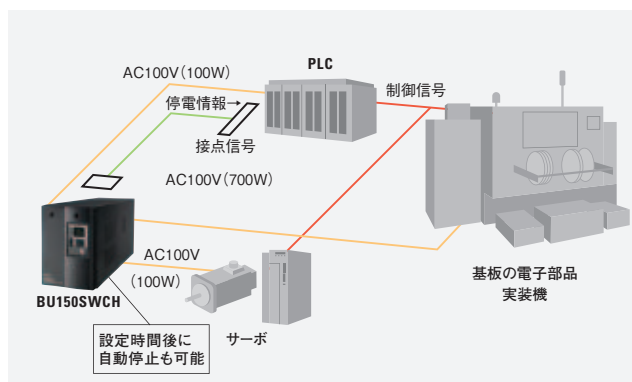 PLC
AC100V（100W）
停電情報→
制御信号
接点信号
AC100V（700W）
AC100V
（100W）
BU150SWCH
サーボ
基板の電子部品
実装機
設定時間後に
自動停止も可能